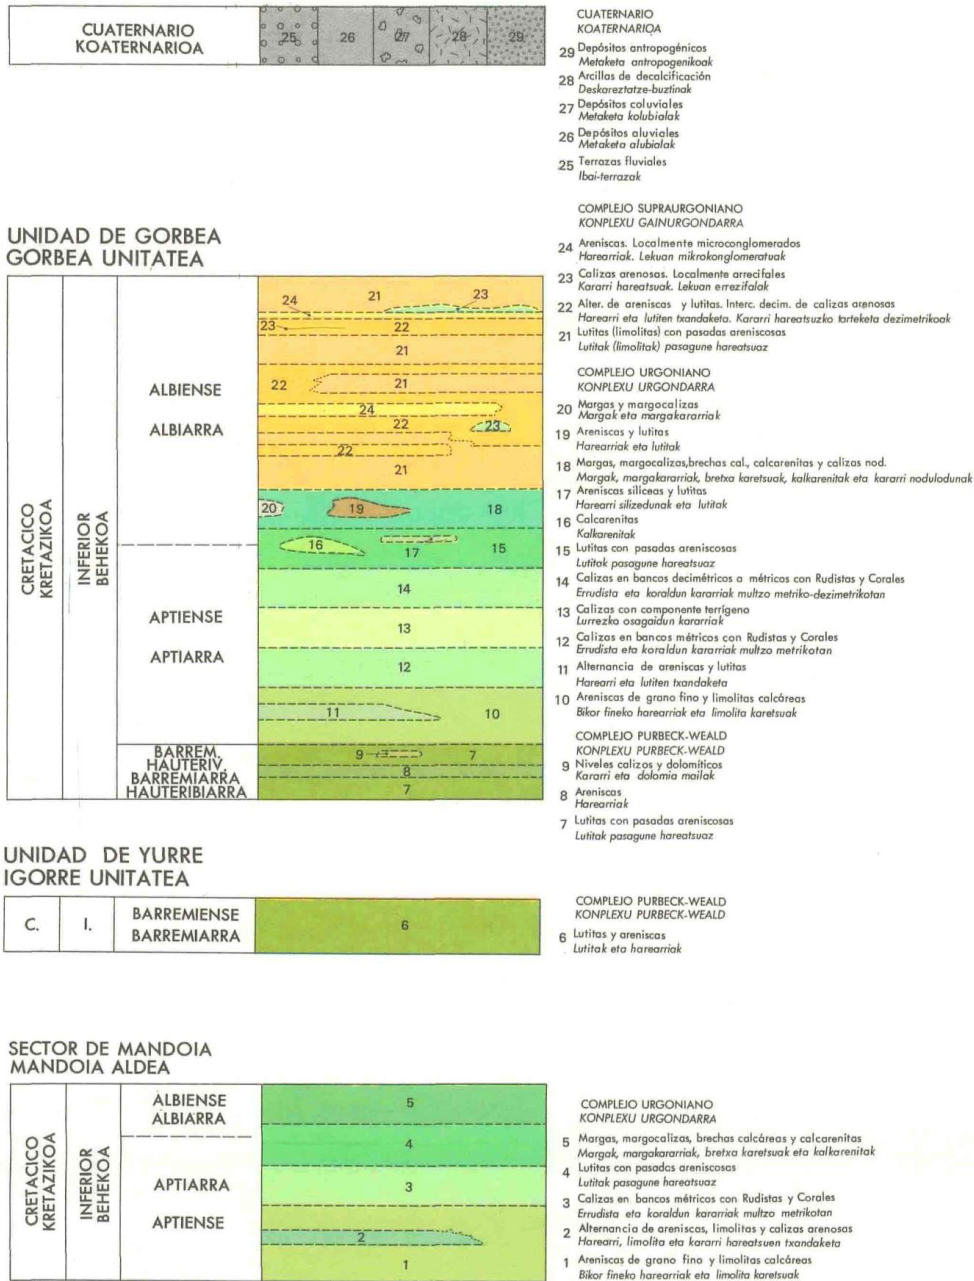 CUATERNARIO
KOATERNARIOA
25 26 27 28 29
CUATERNARIO
KOATERNARIOA
29 Depósitos antropogénicos
Metaketa antropogenikoak
28 Arcillas de decalcificación
Deskareztatze-buztinak
27 Depósitos coluviales
Metaketa kolubialak
26 Depósitos aluviales
Metaketa alubialak
25 Terrazas fluviales
Ibai-terrazak
UNIDAD DE GORBEA
GORBEA UNITATEA
CRETACICO
KRETAZIKOA
INFERIOR
BEHEKOA
ALBIENSE
ALBIARRA
APTIENSE
APTIARRA
BARREM.
HAUTERIV.
BARREMIARRA
HAUTERIBIARRA
24 21 23
23 22
21
22 21
24
22 23
22
21
20 19 18
16 17 15
14
13
12
11 10
9 7
8
7
COMPLEJO SUPRAURGONIANO
KONPLEXU GAINURGONDARRA
24 Areniscas. Localmente microconglomerados
Harearriak. Lekuan mikrokonglomeratuak
23 Calizas arenosas. Localmente arrecifales
Kararri hareatsuak. Lekuan errezifalak
22 Alter. de areniscas y lutitas. Interc. decim. de calizas arenosas
Harearri eta lutiten txandaketa. Kararri hareatsuzko tarteketa dezimetrikoak
21 Lutitas (limolitas) con pasadas areniscosas
Lutitak (limolitak) pasagune hareatsuaz
COMPLEJO URGONIANO
KONPLEXU URGONDARRA
20 Margas y margocalizas
Margak eta margakararriak
19 Areniscas y lutitas
Harearriak eta lutitak
18 Margas, margocalizas,brechas cal., calcarenitas y calizas nod.
Margak, margakararriak, bretxa karetsuak, kalkarenitak eta kararri nodulodunak
17 Areniscas silíceas y lutitas
Harearri silizedunak eta lutitak
16 Calcarenitas
Kalkarenitak
15 Lutitas con pasadas areniscosas
Lutitak pasagune hareatsuaz
14 Calizas en bancos decimétricos a métricos con Rudistas y Corales
Errudista eta koraldun kararriak multzo metriko-dezimetrikotan
13 Calizas con componente terrígeno
Lurrezko osagaidun kararriak
12 Calizas en bancos métricos con Rudistas y Corales
Errudista eta koraldun kararriak multzo metrikotan
11 Alternancia de areniscas y lutitas
Harearri eta lutiten txandaketa
10 Areniscas de grano fino y limolitas calcáreas
Bikor fineko harearriak eta limolita karetsuak
COMPLEJO PURBECK-WEALD
KONPLEXU PURBECK-WEALD
9 Niveles calizos y dolomíticos
Kararri eta dolomia mailak
8 Areniscas
Harearriak
7 Lutitas con pasadas areniscosas
Lutitak pasagune hareatsuaz
UNIDAD DE YURRE
IGORRE UNITATEA
C. I. BARREMIENSE
BARREMIARRA
6
COMPLEJO PURBECK-WEALD
KONPLEXU PURBECK-WEALD
6 Lutitas y areniscas
Lutitak eta harearriak
SECTOR DE MANDOIA
MANDOIA ALDEA
CRETACICO
KRETAZIKOA
INFERIOR
BEHEKOA
ALBIENSE
ALBIARRA
APTIARRA
APTIENSE
5
4
3
2
1
COMPLEJO URGONIANO
KONPLEXU URGONDARRA
5 Margas, margocalizas, brechas calcáreas y calcarenitas
Margak, margakararriak, bretxa karetsuak eta kalkarenitak
4 Lutitas con pasadas areniscosas
Lutitak pasagune hareatsuaz
3 Calizas en bancos métricos con Rudistas y Corales
Errudista eta koraldun kararriak multzo metrikotan
2 Alternancia de areniscas, limolitas y calizas arenosas
Harearri, limolita eta kararri hareatsuen txandaketa
1 Areniscas de grano fino y limolitas calcáreas
Bikor fineko harearriak eta limolita karetsuak